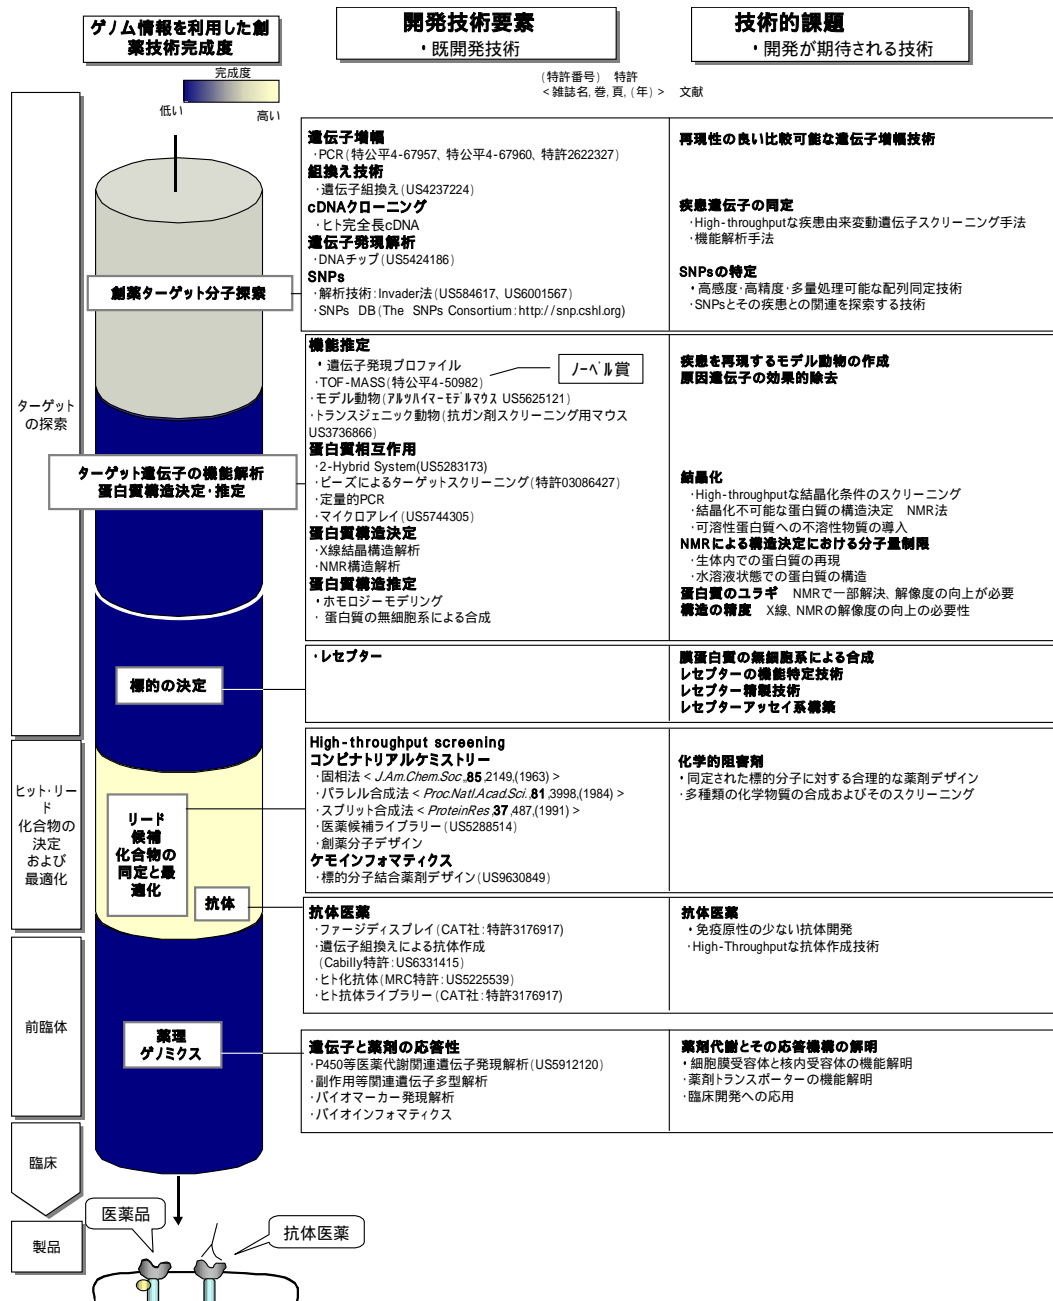 ゲノム情報を利用した創
薬技術完成度
開発技術要素
・既開発技術
技術的課題
・開発が期待される技術
完成度
低い
高い
(特許番号) 特許
<雑誌名,巻,頁,(年)> 文献
ターゲット
の探索
創薬ターゲット分子探索
遺伝子増幅
・PCR(特公平4-67957、特公平4-67960、特許2622327)
組換え技術
・遺伝子組換え(US4237224)
cDNAクローニング
・ヒト完全長cDNA
遺伝子発現解析
・DNAチップ(US5424186)
SNPs
・解析技術:Invader法(US584617、US6001567)
・SNPs DB(The SNPs Consortium:http://snp.cshl.org)
再現性の良い比較可能な遺伝子増幅技術
疾患遺伝子の同定
・High-throughputな疾患由来変動遺伝子スクリーニング手法
・機能解析手法
SNPsの特定
・高感度・高精度・多量処理可能な配列同定技術
・SNPsとその疾患との関連を探索する技術
ターゲット遺伝子の機能解析
蛋白質構造決定・推定
機能推定
・遺伝子発現プロファイル
・TOF-MASS(特公平4-50982)
ノーベル賞
・モデル動物(アルツハイマーモデルマウス US5625121)
・トランスジェニック動物(抗ガン剤スクリーニング用マウス
US3736866)
蛋白質相互作用
・2-Hybrid System(US5283173)
・ビーズによるターゲットスクリーニング(特許03086427)
・定量的PCR
・マイクロアレイ(US5744305)
蛋白質構造決定
・X線結晶構造解析
・NMR構造解析
蛋白質構造推定
・ホモロジーモデリング
・ 蛋白質の無細胞系による合成
疾患を再現するモデル動物の作成
原因遺伝子の効果的除去
結晶化
・High-throughputな結晶化条件のスクリーニング
・結晶化不可能な蛋白質の構造決定 NMR法
・可溶性蛋白質への不溶性物質の導入
NMRによる構造決定における分子量制限
・生体内での蛋白質の再現
・水溶液状態での蛋白質の構造
蛋白質のユラギ NMRで一部解決、解像度の向上が必要
構造の精度 X線、NMRの解像度の向上の必要性
標的の決定
・レセプター
膜蛋白質の無細胞系による合成
レセプターの機能特定技術
レセプター精製技術
レセプターアッセイ系構築
ヒット・リー
ド
化合物の
決定
および
最適化
リード
候補
化合物の
同定と最
適化
High-throughput screening
コンビナトリアルケミストリー
・固相法<J.Am.Chem.Soc,85,2149,(1963)>
・パラレル合成法<Proc.Natl.Acad.Sci.,81,3998,(1984)>
・スプリット合成法<ProteinRes,37,487,(1991)>
・医薬候補ライブラリー(US5288514)
・創薬分子デザイン
ケモインフォマティクス
・標的分子結合薬剤デザイン(US9630849)
化学的阻害剤
・同定された標的分子に対する合理的な薬剤デザイン
・多種類の化学物質の合成およびそのスクリーニング
抗体
抗体医薬
・ファージディスプレイ(CAT社:特許3176917)
・遺伝子組換えによる抗体作成
(Cabilly特許:US6331415)
・ヒト化抗体(MRC特許:US5225539)
・ヒト抗体ライブラリー(CAT社:特許3176917)
抗体医薬
・免疫原性の少ない抗体開発
・High-Throughputな抗体作成技術
前臨体
薬理
ゲノミクス
遺伝子と薬剤の応答性
・P450等医薬代謝関連遺伝子発現解析(US5912120)
・副作用等関連遺伝子多型解析
・バイオマーカー発現解析
・バイオインフォマティクス
薬剤代謝とその応答機構の解明
・細胞膜受容体と核内受容体の機能解明
・薬剤トランスポーターの機能解明
・臨床開発への応用
臨床
製品
医薬品
抗体医薬